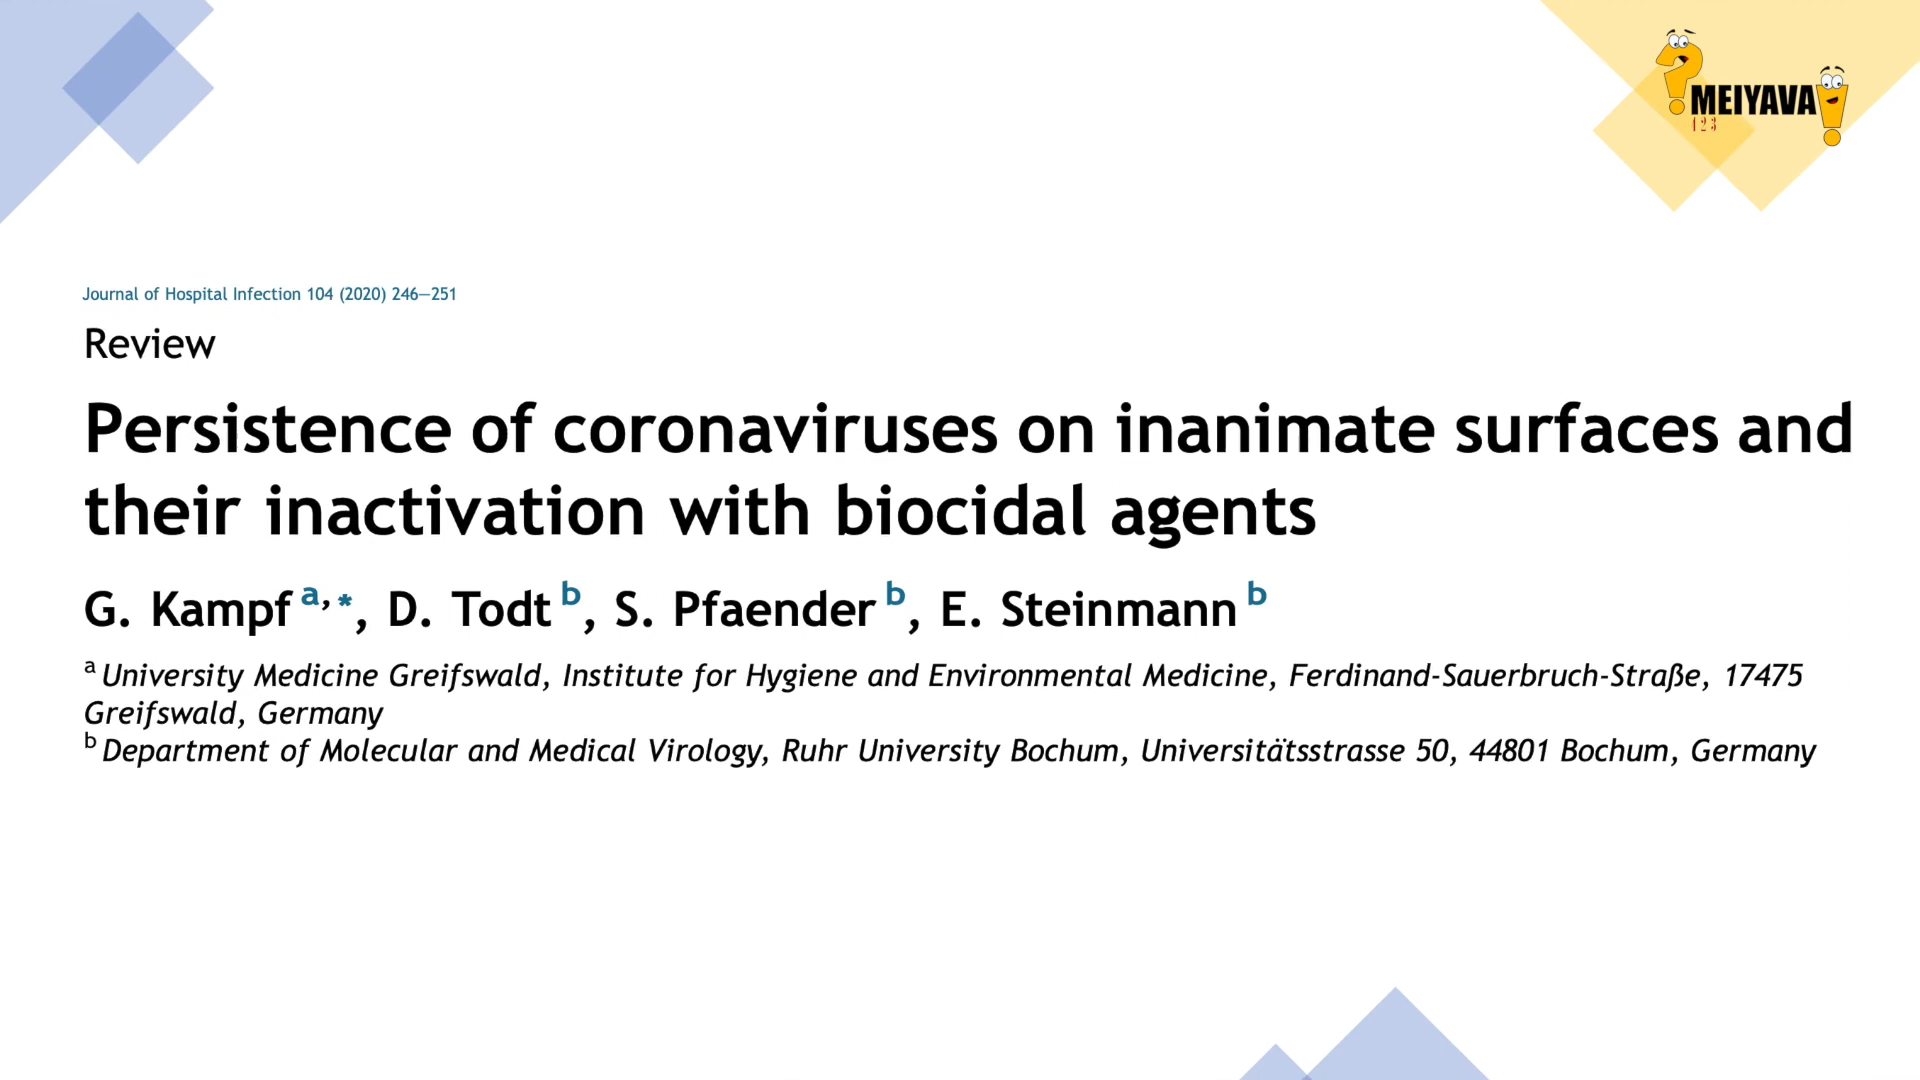 ?MEIYAVA!
123
Journal of Hospital Infection 104 (2020) 246–251
Review
Persistence of coronaviruses on inanimate surfaces and
their inactivation with biocidal agents
G. Kampf a,*, D. Todt b, S. Pfaender b, E. Steinmann b
a University Medicine Greifswald, Institute for Hygiene and Environmental Medicine, Ferdinand-Sauerbruch-Straße, 17475
Greifswald, Germany
b Department of Molecular and Medical Virology, Ruhr University Bochum, Universitätsstrasse 50, 44801 Bochum, Germany